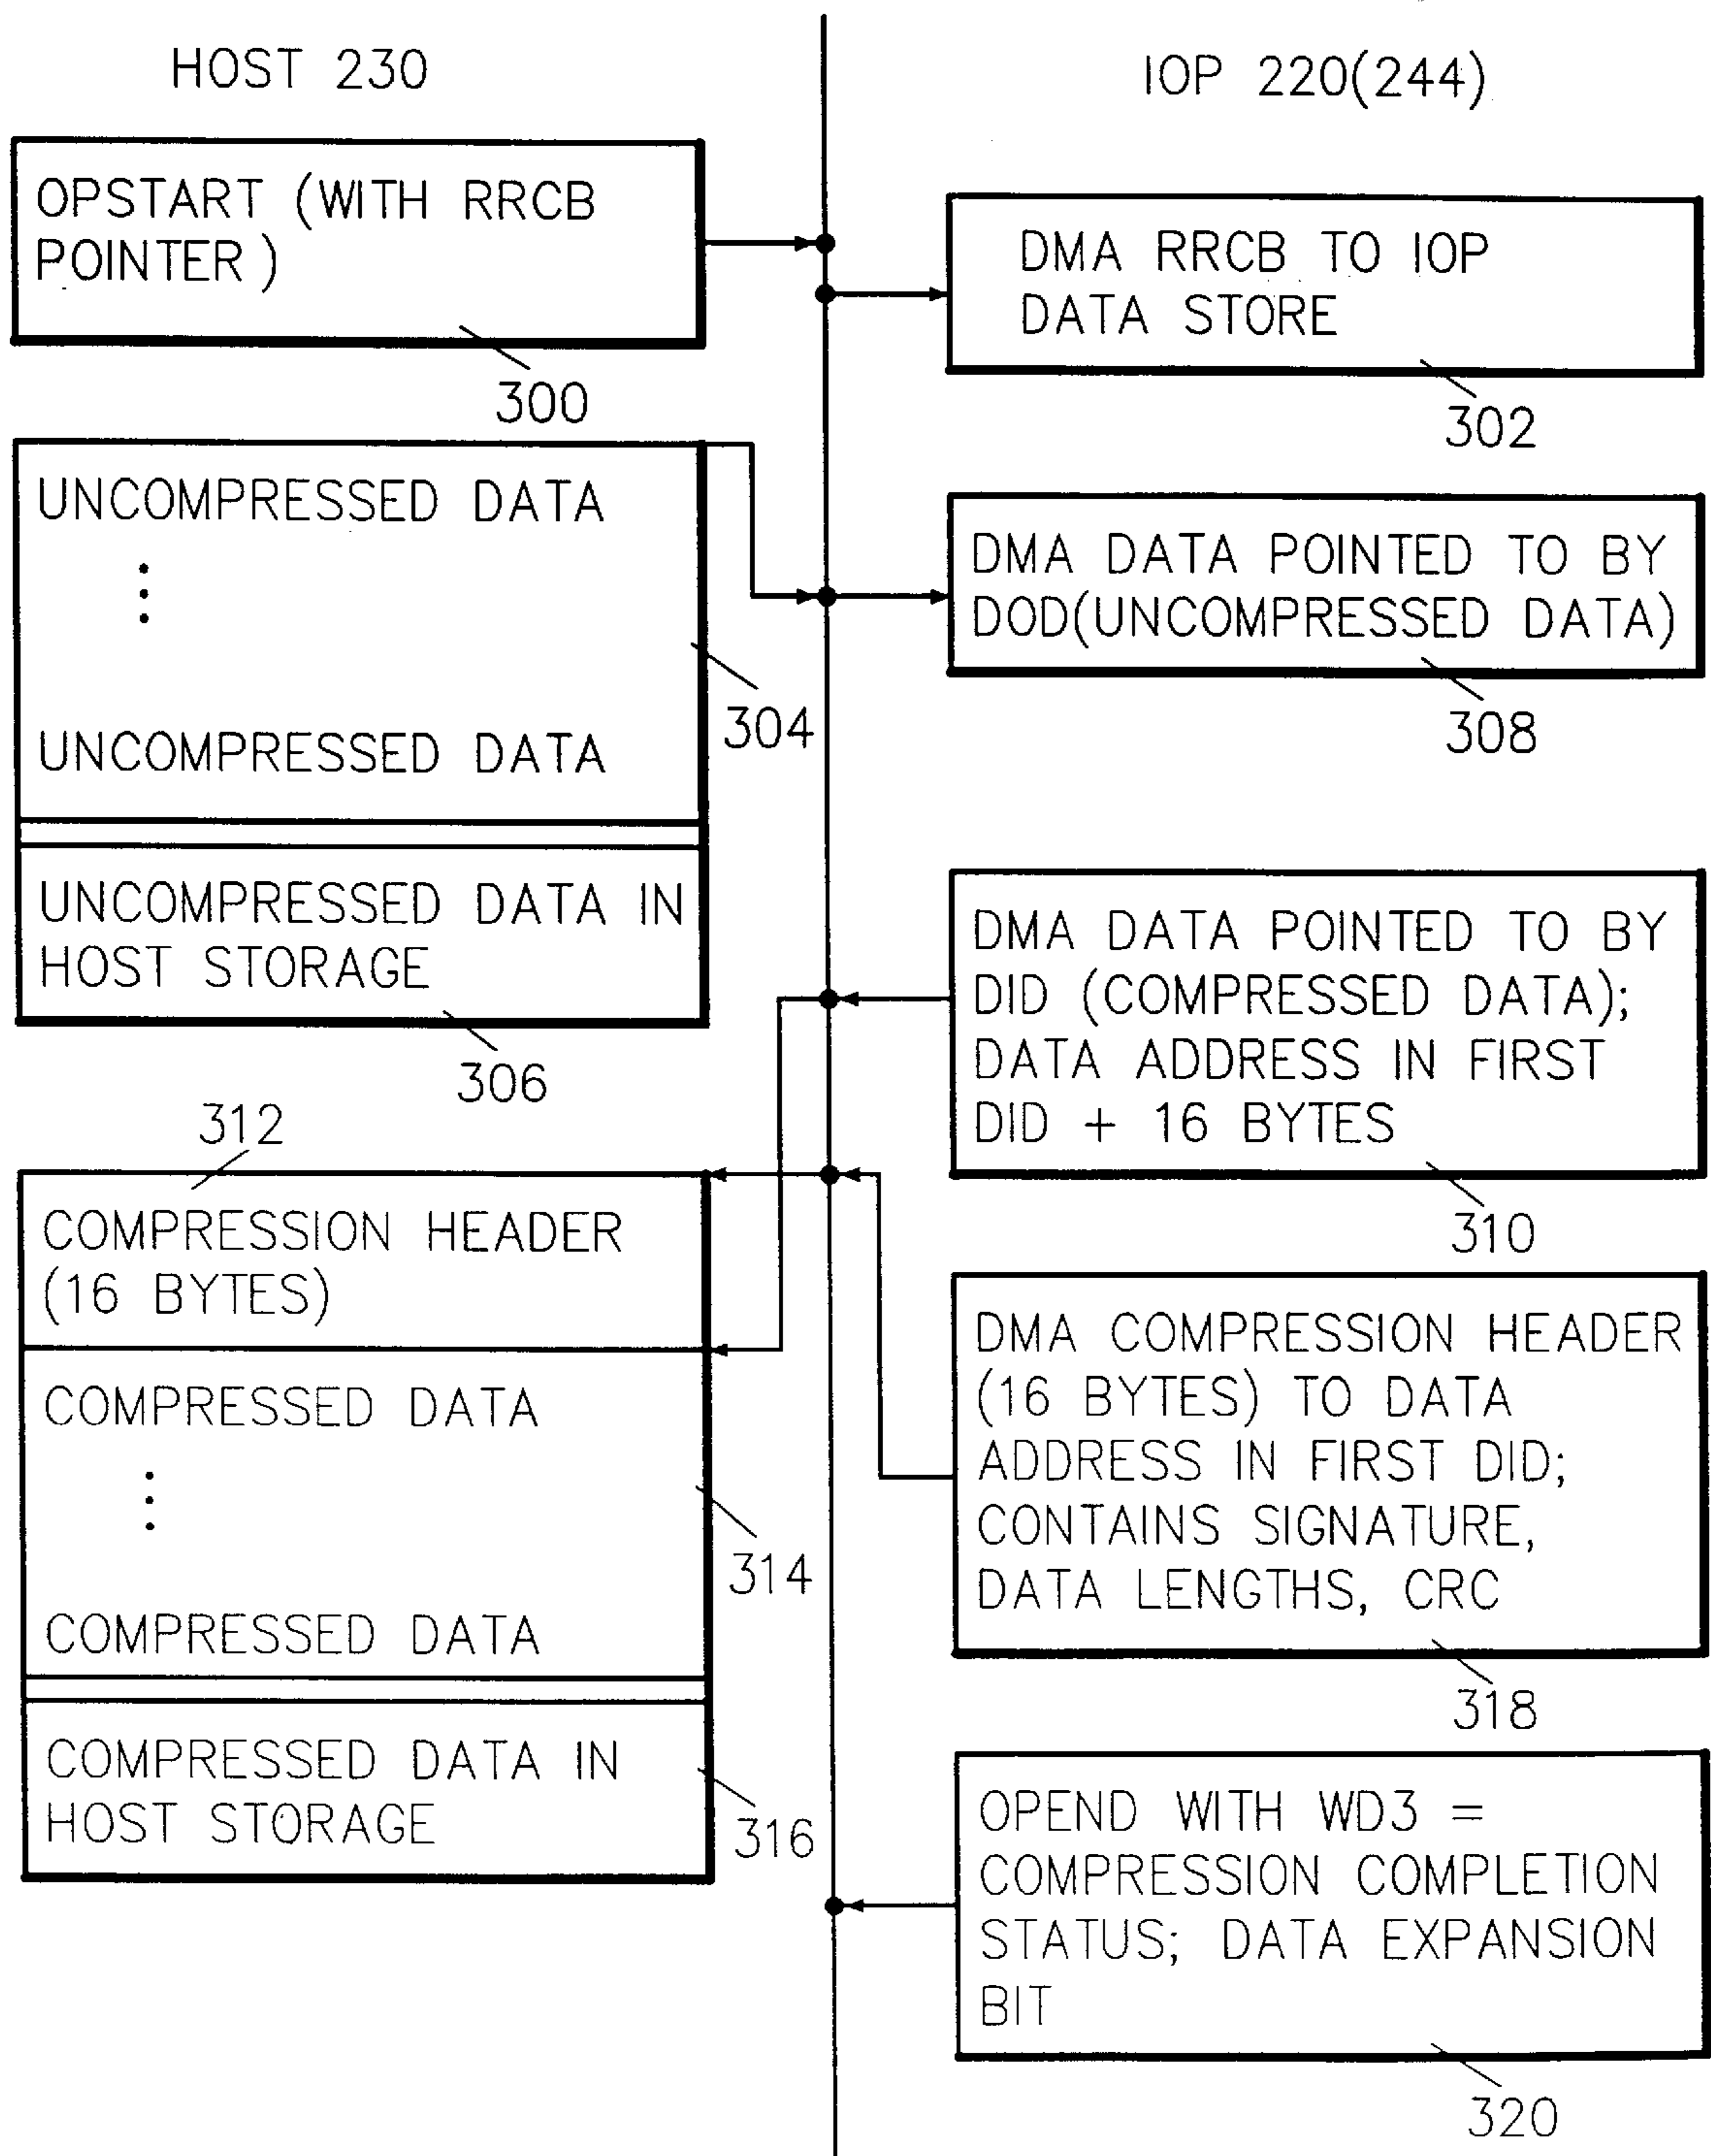 HOST 230
IOP 220(244)
OPSTART (WITH RRCB
POINTER)
300
DMA RRCB TO IOP
DATA STORE
302
UNCOMPRESSED DATA
UNCOMPRESSED DATA
304
UNCOMPRESSED DATA IN
HOST STORAGE
306
DMA DATA POINTED TO BY
DOD(UNCOMPRESSED DATA)
308
DMA DATA POINTED TO BY
DID (COMPRESSED DATA);
DATA ADDRESS IN FIRST
DID + 16 BYTES
310
312
COMPRESSION HEADER
(16 BYTES)
COMPRESSED DATA
COMPRESSED DATA
314
COMPRESSED DATA IN
HOST STORAGE
316
DMA COMPRESSION HEADER
(16 BYTES) TO DATA
ADDRESS IN FIRST DID;
CONTAINS SIGNATURE,
DATA LENGTHS, CRC
318
OPEND WITH WD3 =
COMPRESSION COMPLETION
STATUS; DATA EXPANSION
BIT
320